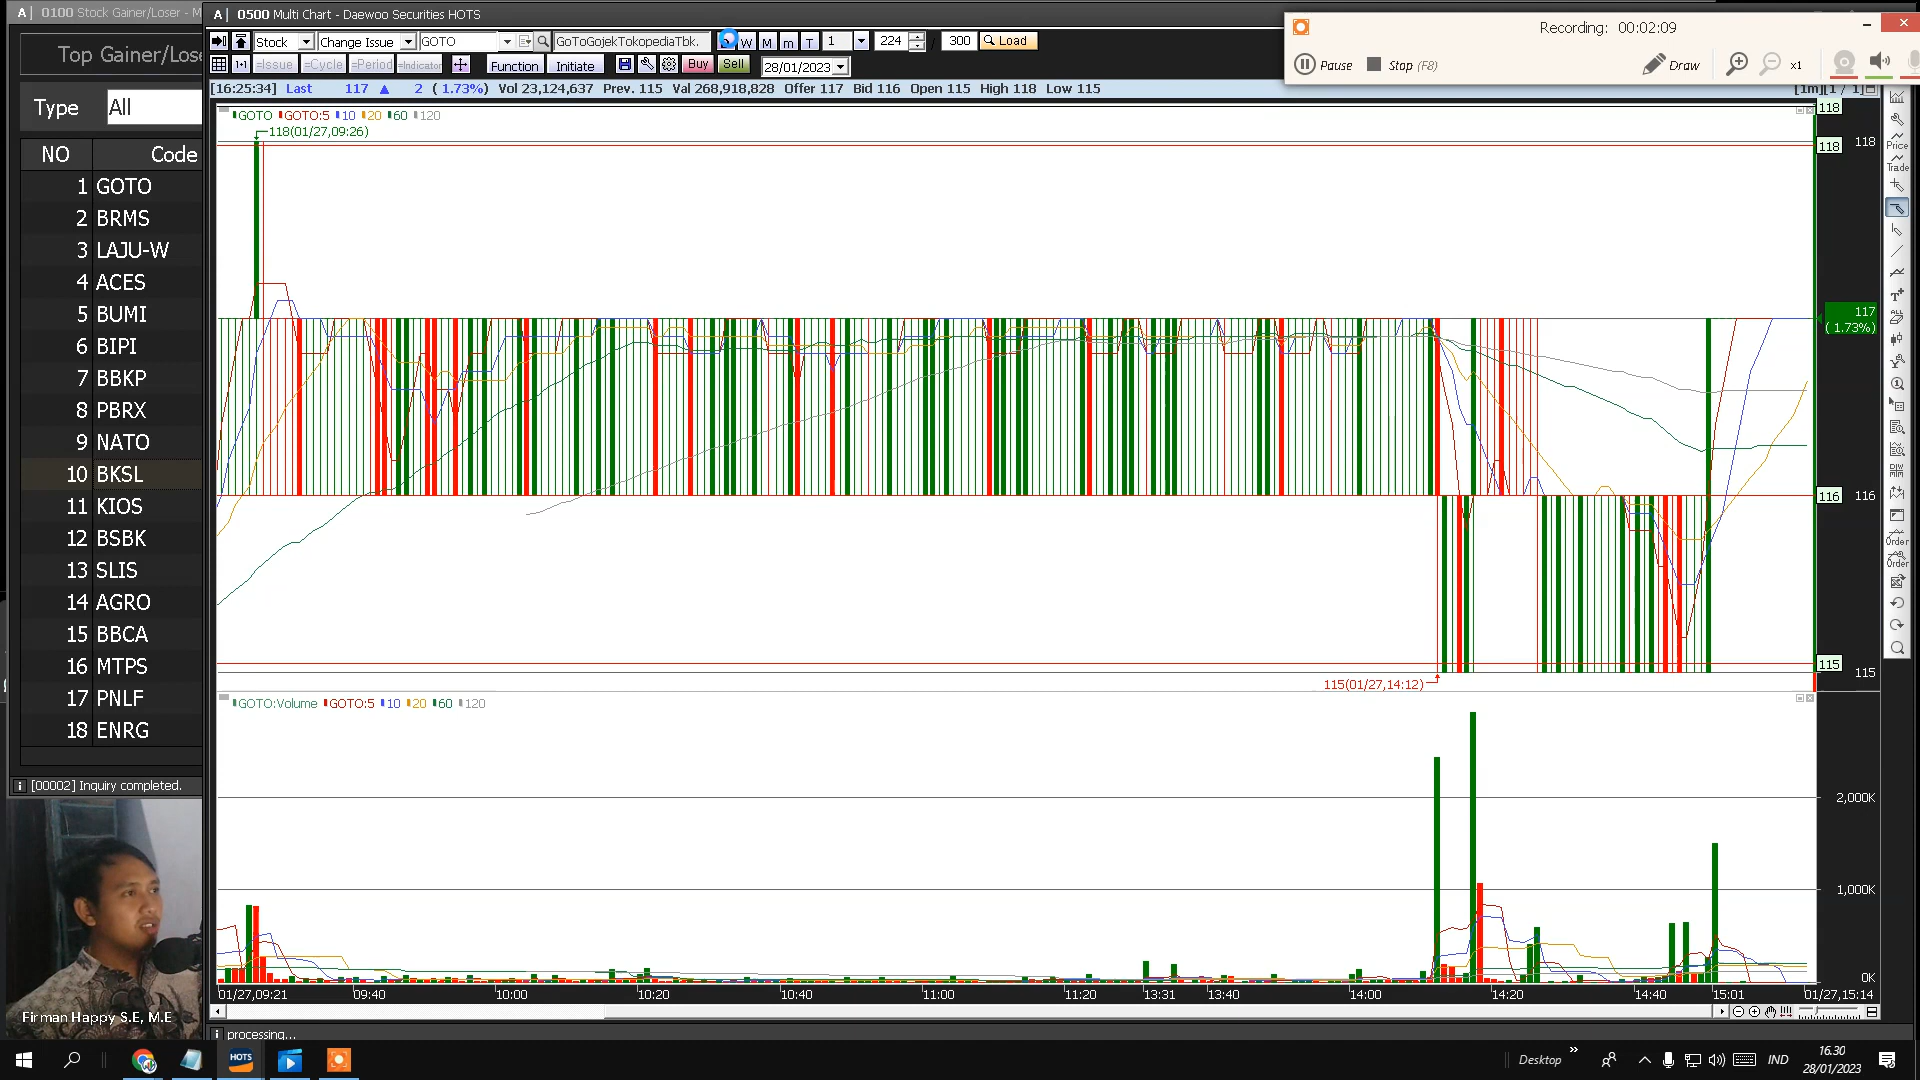 0100 Stock Gainer/Loser - M
Top Gainer/Lose
Type All
NO Code
1 GOTO
2 BRMS
3 LAJU-W
4 ACES
5 BUMI
6 BIPI
7 BBKP
8 PBRX
9 NATO
10 BKSL
11 KIOS
12 BSBK
13 SLIS
14 AGRO
15 BBCA
16 MTPS
17 PNLF
18 ENRG
[00002] Inquiry completed.
Firman Happy S.E, M.E
0500 Multi Chart - Daewoo Securities HOTS
Stock Change Issue GOTO GoToGojekTokopediaTbk. W M m T 1 224 / 300 Load
=Issue =Cycle =Period =Indicator Function Initiate Buy Sell 28/01/2023
[16:25:34] Last 117 ▲ 2 ( 1.73%) Vol 23,124,637 Prev. 115 Val 268,918,828 Offer 117 Bid 116 Open 115 High 118 Low 115 [1m][1 / 1]
Recording: 00:02:09
Pause Stop (F8) Draw x1
GOTO GOTO:5 10 20 60 120
118(01/27,09:26)
118
118 118
117
( 1.73%)
116 116
115 115
115(01/27,14:12)
GOTO:Volume GOTO:5 10 20 60 120
2,000K
1,000K
0K
01/27,09:21 09:40 10:00 10:20 10:40 11:00 11:20 13:31 13:40 14:00 14:20 14:40 15:01 01/27,15:14
processing...
Price
Trade
ALL
Order
Order
HOTS
Desktop
IND
16.30
28/01/2023